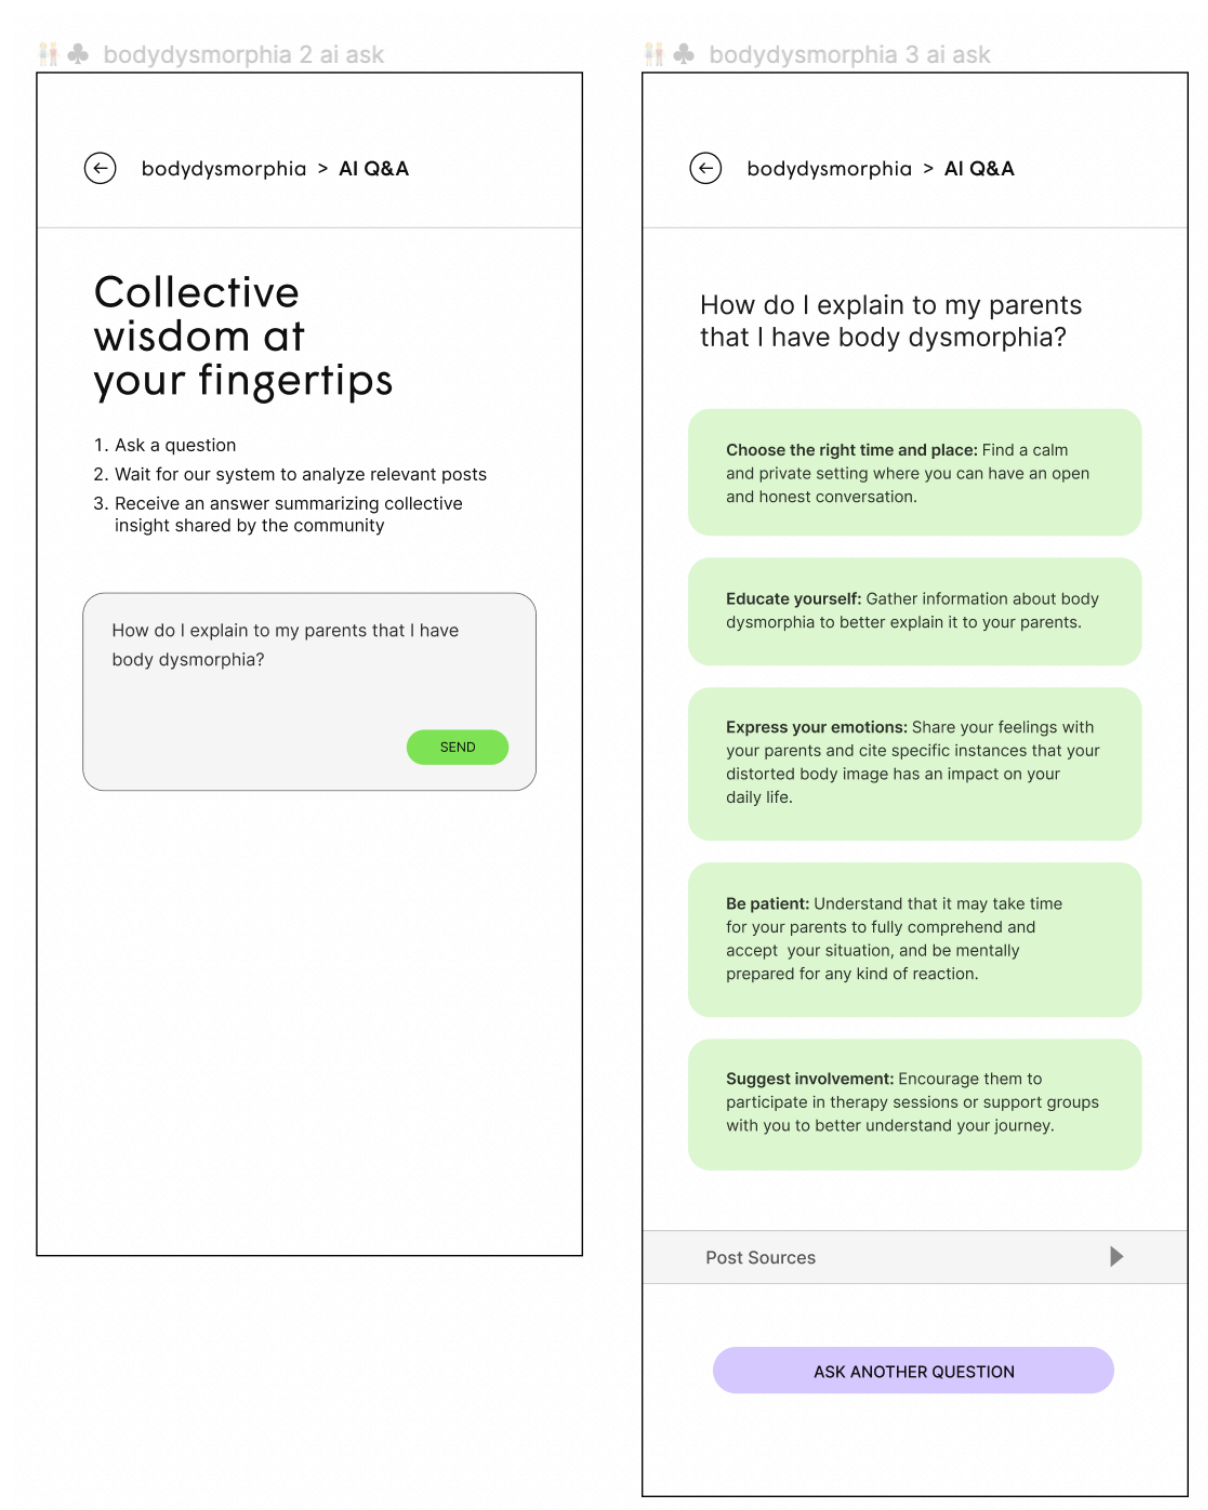 bodydysmorphia 2 ai ask
bodydysmorphia > AI Q&A
Collective
wisdom at
your fingertips
1. Ask a question
2. Wait for our system to analyze relevant posts
3. Receive an answer summarizing collective
insight shared by the community
How do I explain to my parents that I have
body dysmorphia?
SEND
bodydysmorphia 3 ai ask
bodydysmorphia > AI Q&A
How do I explain to my parents
that I have body dysmorphia?
Choose the right time and place: Find a calm
and private setting where you can have an open
and honest conversation.
Educate yourself: Gather information about body
dysmorphia to better explain it to your parents.
Express your emotions: Share your feelings with
your parents and cite specific instances that your
distorted body image has an impact on your
daily life.
Be patient: Understand that it may take time
for your parents to fully comprehend and
accept  your situation, and be mentally
prepared for any kind of reaction.
Suggest involvement: Encourage them to
participate in therapy sessions or support groups
with you to better understand your journey.
Post Sources
ASK ANOTHER QUESTION